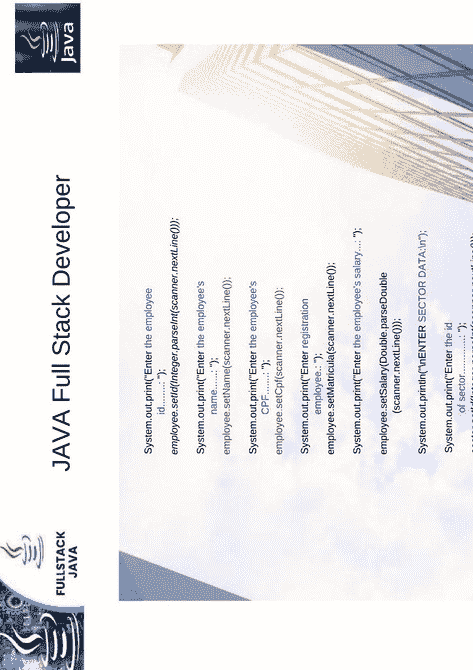 FULLSTACK
JAVA
JAVA Full Stack Developer
Java
System.out.print("Enter the employee
id.........: ");
employee.setId(Integer.parseInt(scanner.nextLine()));
System.out.print("Enter the employee's
name.....: ");
employee.setName(scanner.nextLine());
System.out.print("Enter the employee's
CPF.......: ");
employee.setCpf(scanner.nextLine());
System.out.print("Enter registration
employee.: ");
employee.setMatricula(scanner.nextLine());
System.out.print("Enter the employee's salary...: ");
employee.setSalary(Double.parseDouble
(scanner.nextLine()));
System.out.println("\nENTER SECTOR DATA:\n");
System.out.print("Enter the id
of sector.............: ");